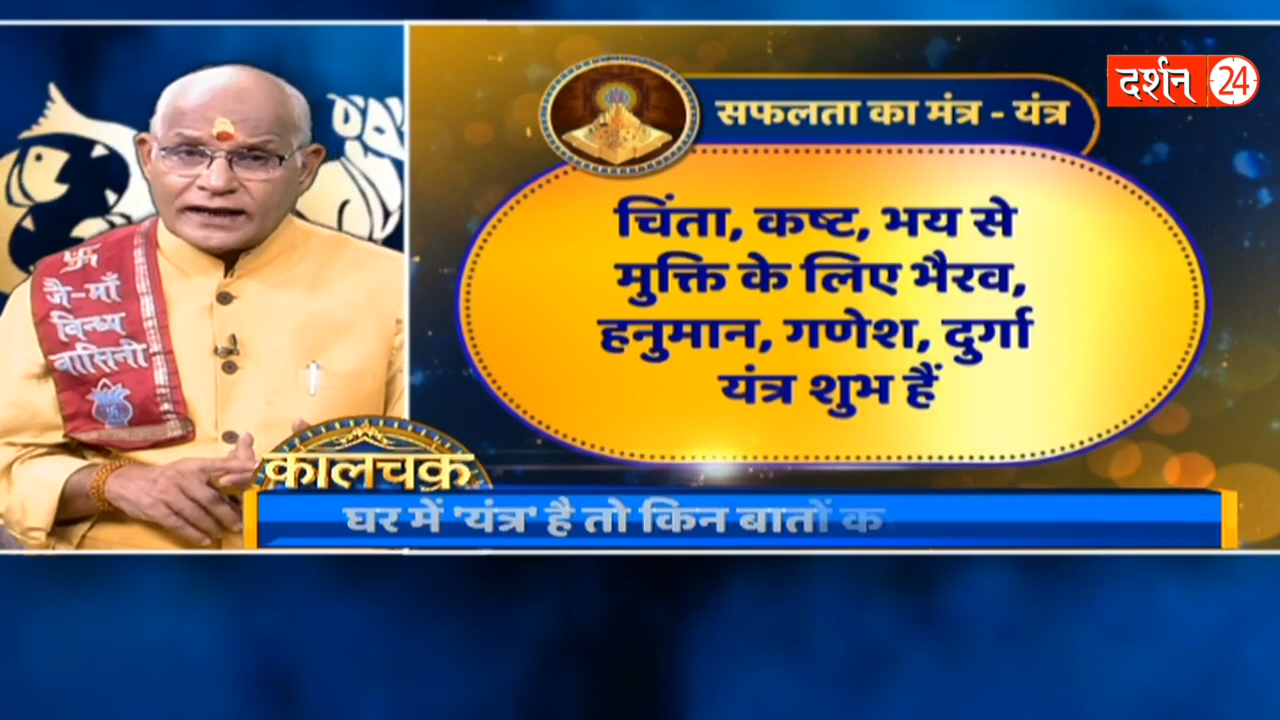 दर्शन 24
सफलता का मंत्र - यंत्र
चिंता, कष्ट, भय से
मुक्ति के लिए भैरव,
हनुमान, गणेश, दुर्गा
यंत्र शुभ हैं
जै-माँ
विन्ध्य
वासिनी
कालचक्र
घर में 'यंत्र' है तो किन बातों क